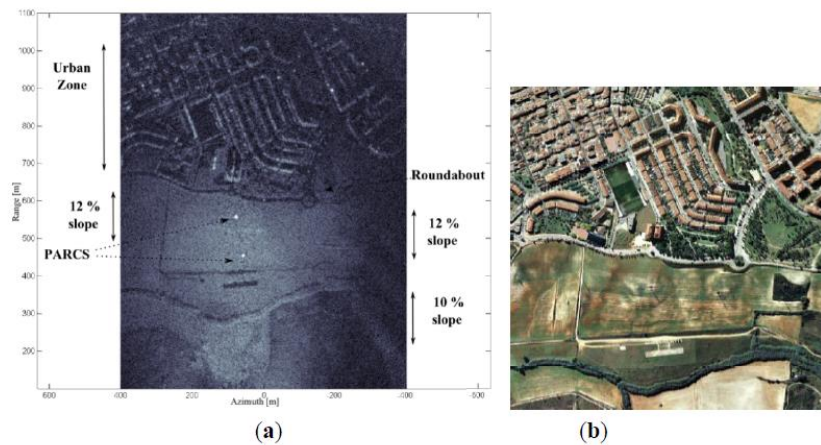 1100
1000
900
800
700
600
500
400
300
200
100
Range [m]
Urban
Zone
12 %
slope
PARCS
Roundabout
12 %
slope
10 %
slope
600
400
200
0
-200
-400
-600
Azimuth [m]
(a)
(b)